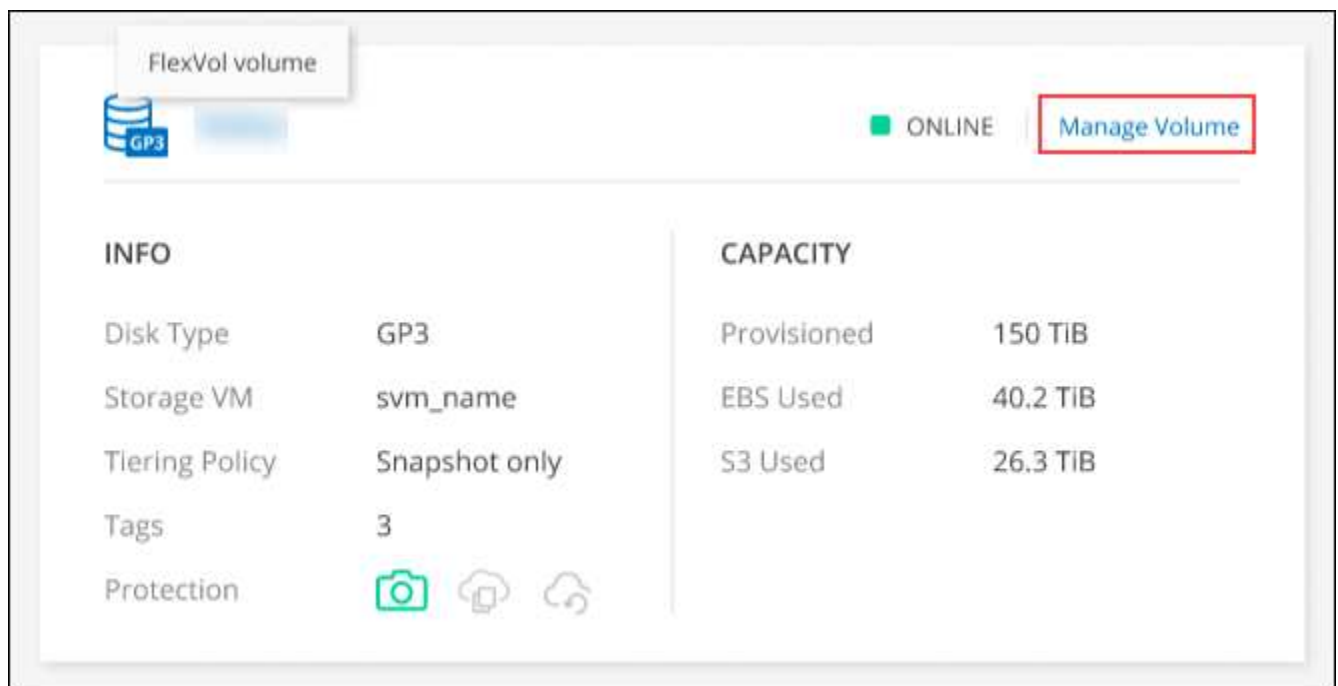 FlexVol volume
GP3
ONLINE
Manage Volume
INFO
Disk Type GP3
Storage VM svm_name
Tiering Policy Snapshot only
Tags 3
Protection
CAPACITY
Provisioned 150 TiB
EBS Used 40.2 TiB
S3 Used 26.3 TiB